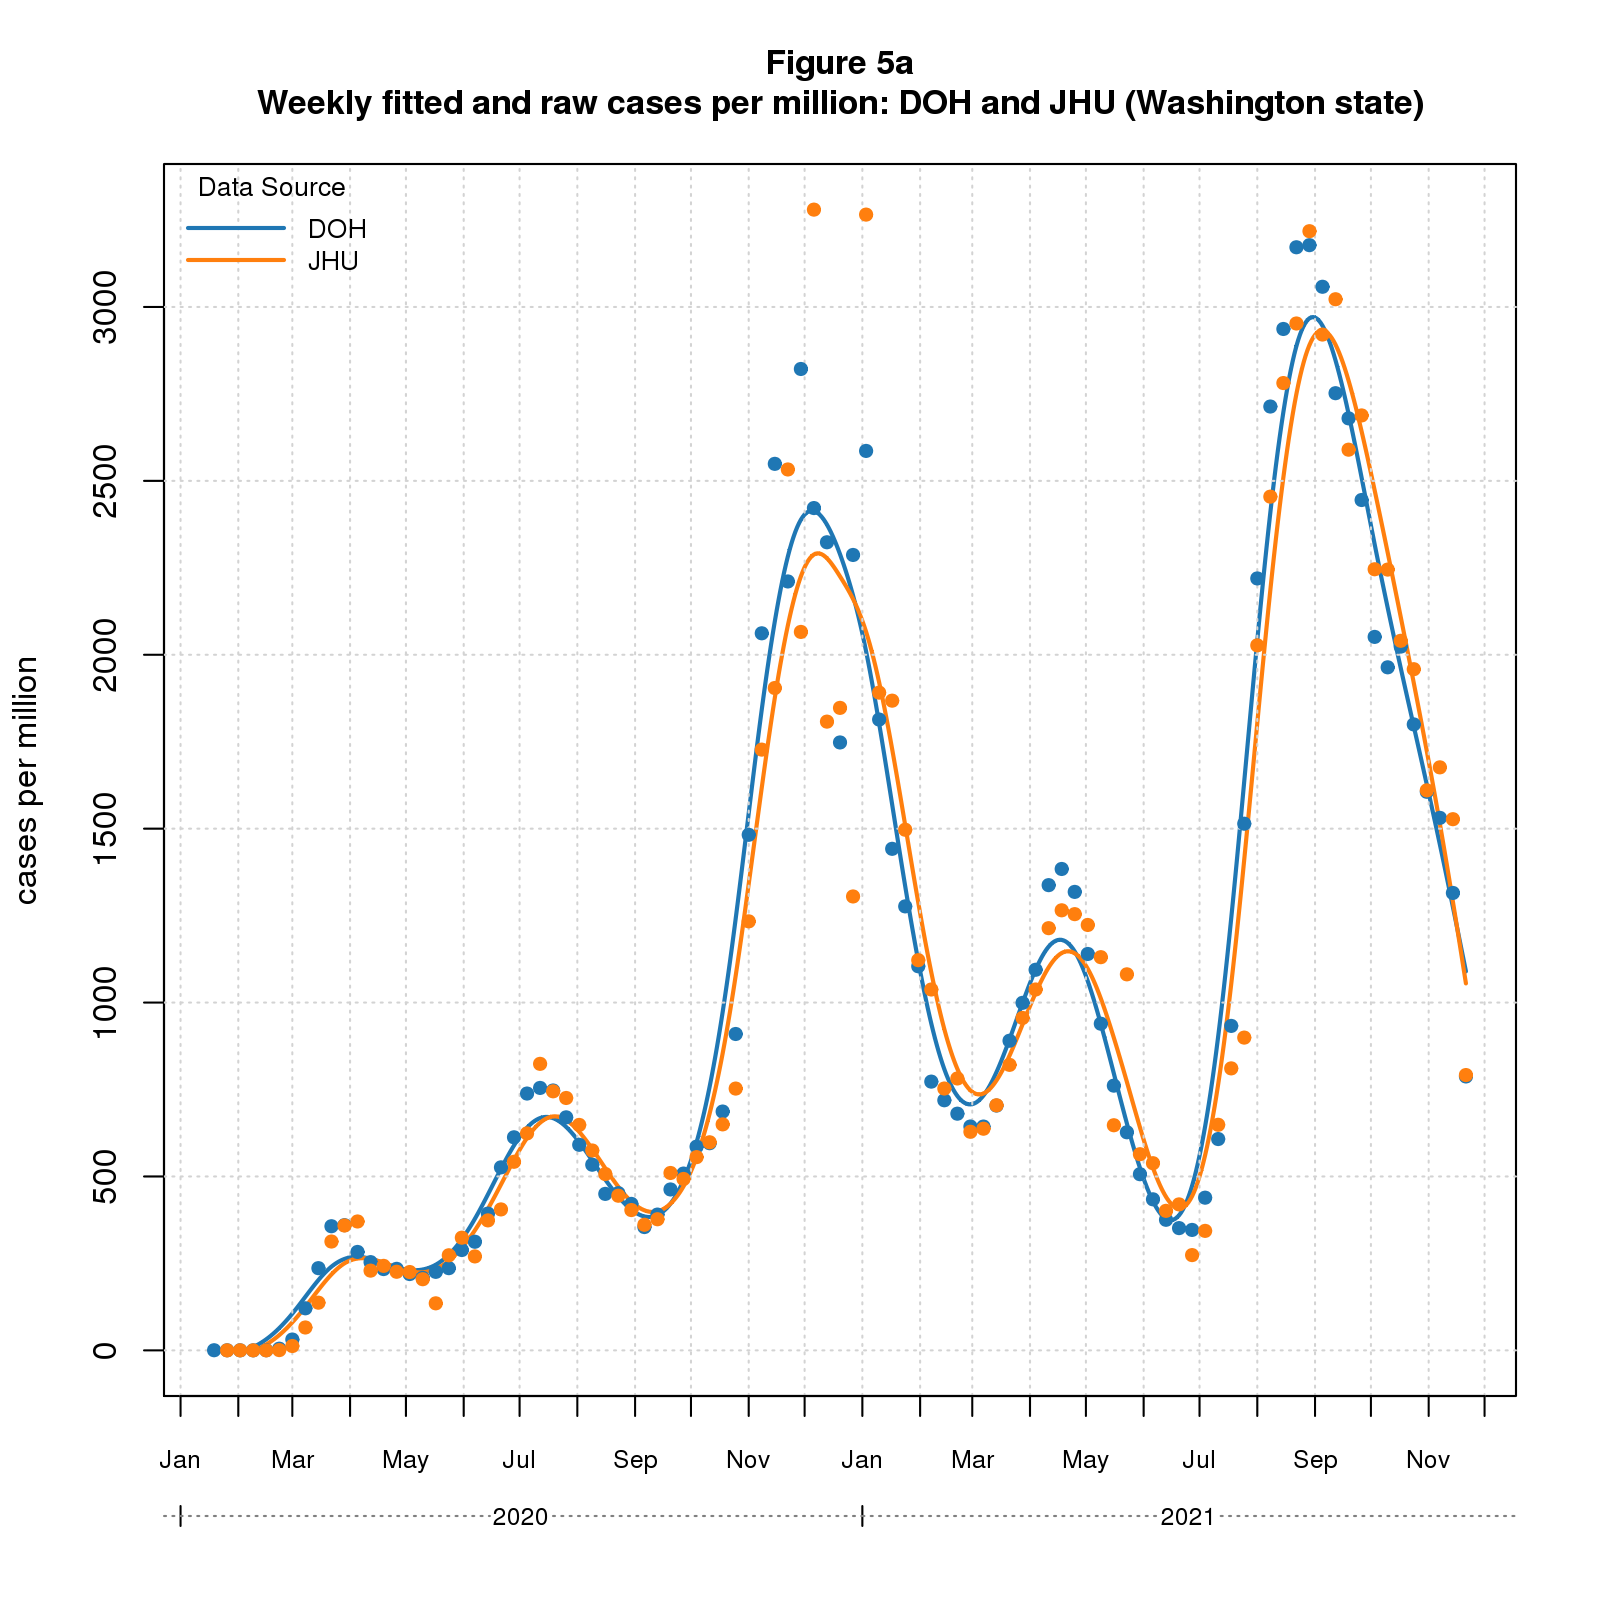 Figure 5a
Weekly fitted and raw cases per million: DOH and JHU (Washington state)
Data Source
DOH
JHU
cases per million
3000
2500
2000
1500
1000
500
0
Jan Mar May Jul Sep Nov Jan Mar May Jul Sep Nov
2020 2021